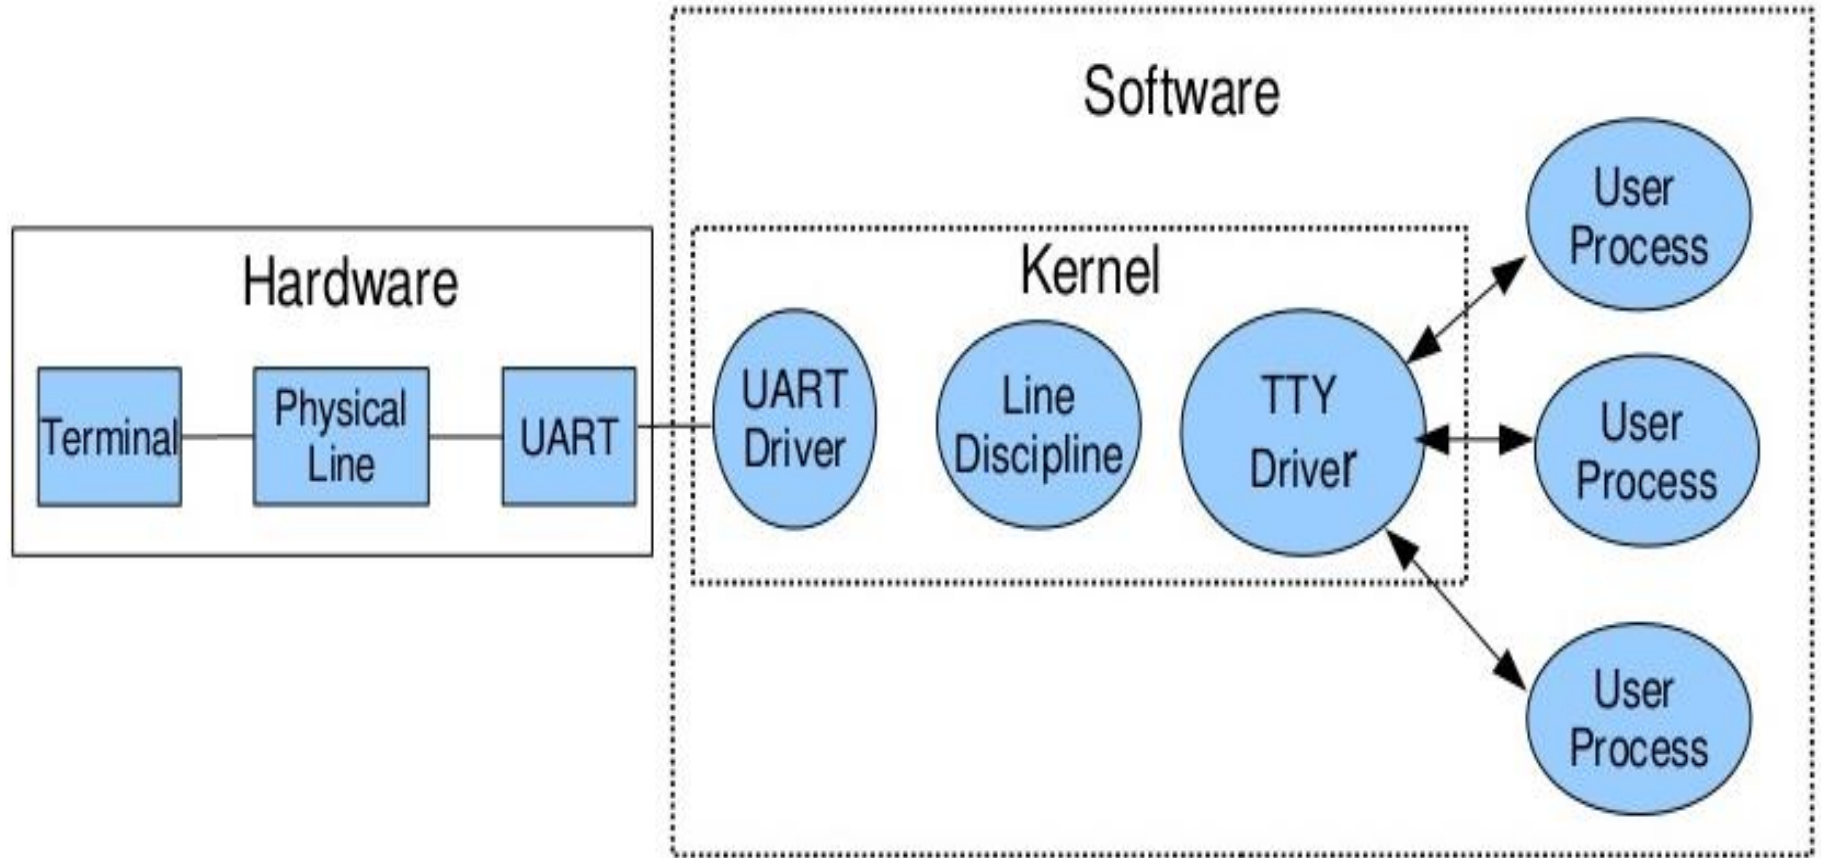 Software
Hardware
Kernel
Terminal
Physical
Line
UART
UART
Driver
Line
Discipline
TTY
Driver
User
Process
User
Process
User
Process